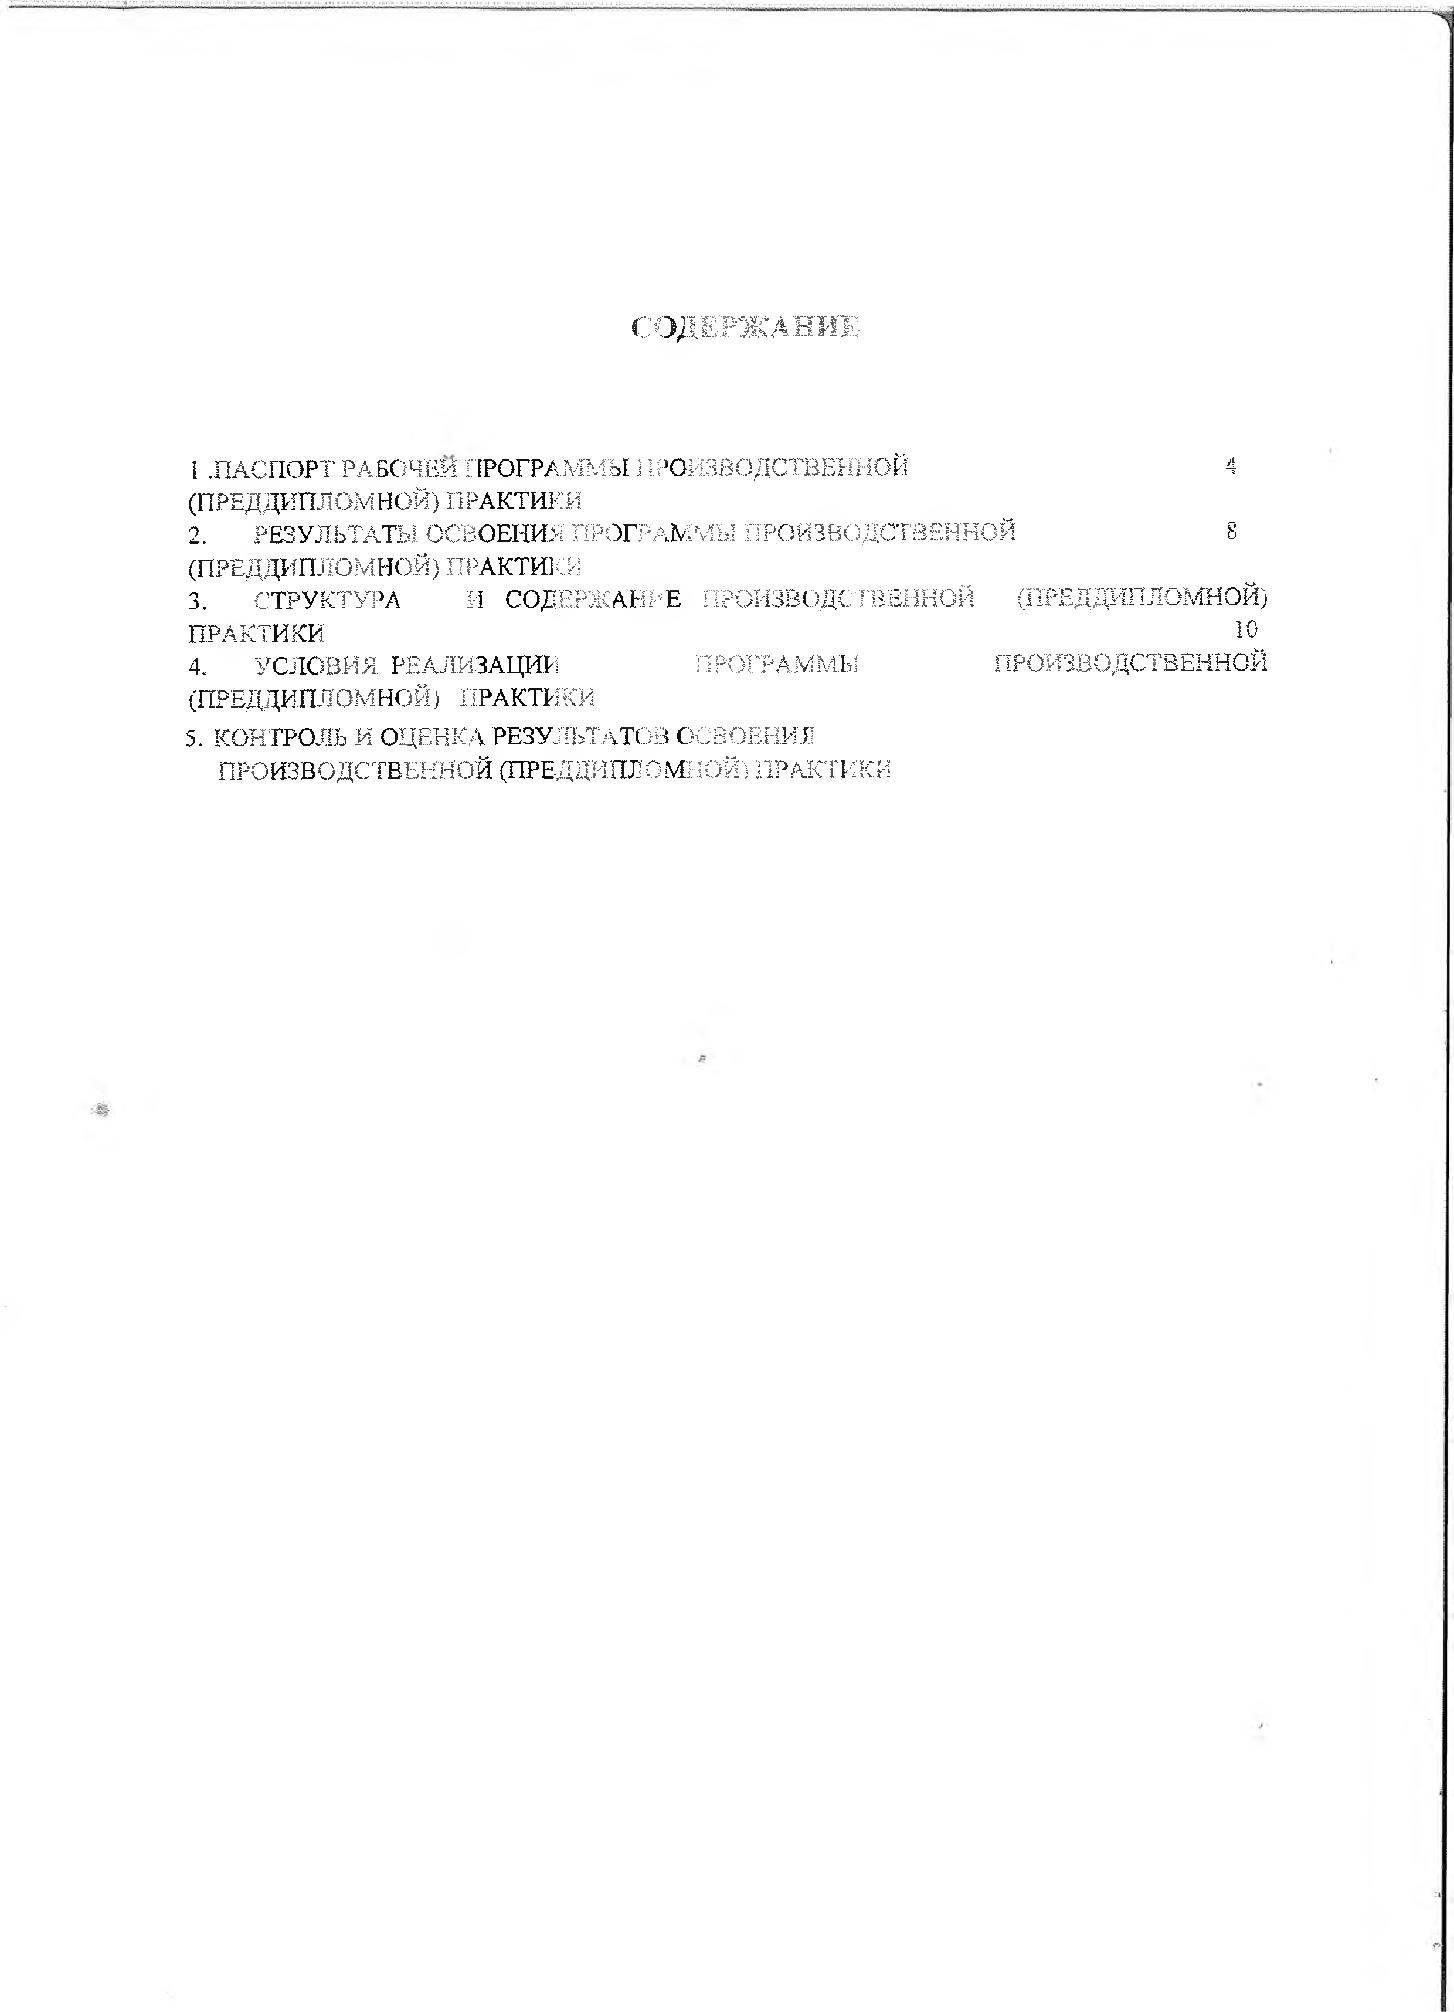 СОДЕРЖАНИЕ
1 .ПАСПОРТ РАБОЧЕЙ ПРОГРАММЫ ПРОИЗВОДСТВЕННОЙ 4
(ПРЕДДИПЛОМНОЙ) ПРАКТИКИ
2. РЕЗУЛЬТАТЫ ОСВОЕНИЯ ПРОГРАММЫ ПРОИЗВОДСТВЕННОЙ 8
(ПРЕДДИПЛОМНОЙ) ПРАКТИКИ
3. СТРУКТУРА И СОДЕРЖАНИЕ ПРОИЗВОДСТВЕННОЙ (ПРЕДДИПЛОМНОЙ)
ПРАКТИКИ 10
4. УСЛОВИЯ РЕАЛИЗАЦИИ ПРОГРАММЫ ПРОИЗВОДСТВЕННОЙ
(ПРЕДДИПЛОМНОЙ) ПРАКТИКИ
5. КОНТРОЛЬ И ОЦЕНКА РЕЗУЛЬТАТОВ ОСВОЕНИЯ
ПРОИЗВОДСТВЕННОЙ (ПРЕДДИПЛОМНОЙ) ПРАКТИКИ